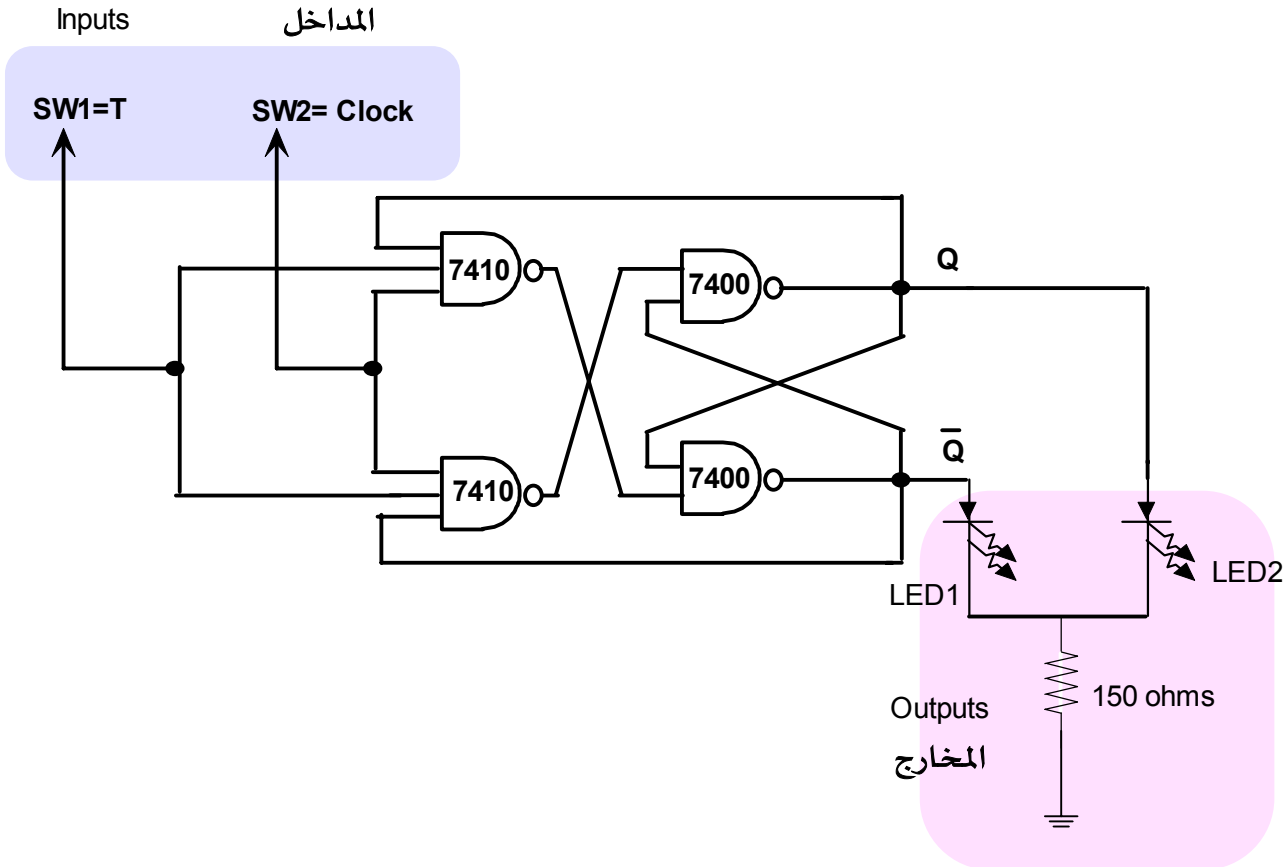 Inputs المداخل
SW1=T SW2= Clock
7410
7400
Q
7410
7400
Q̅
LED1
LED2
150 ohms
Outputs
المخارج